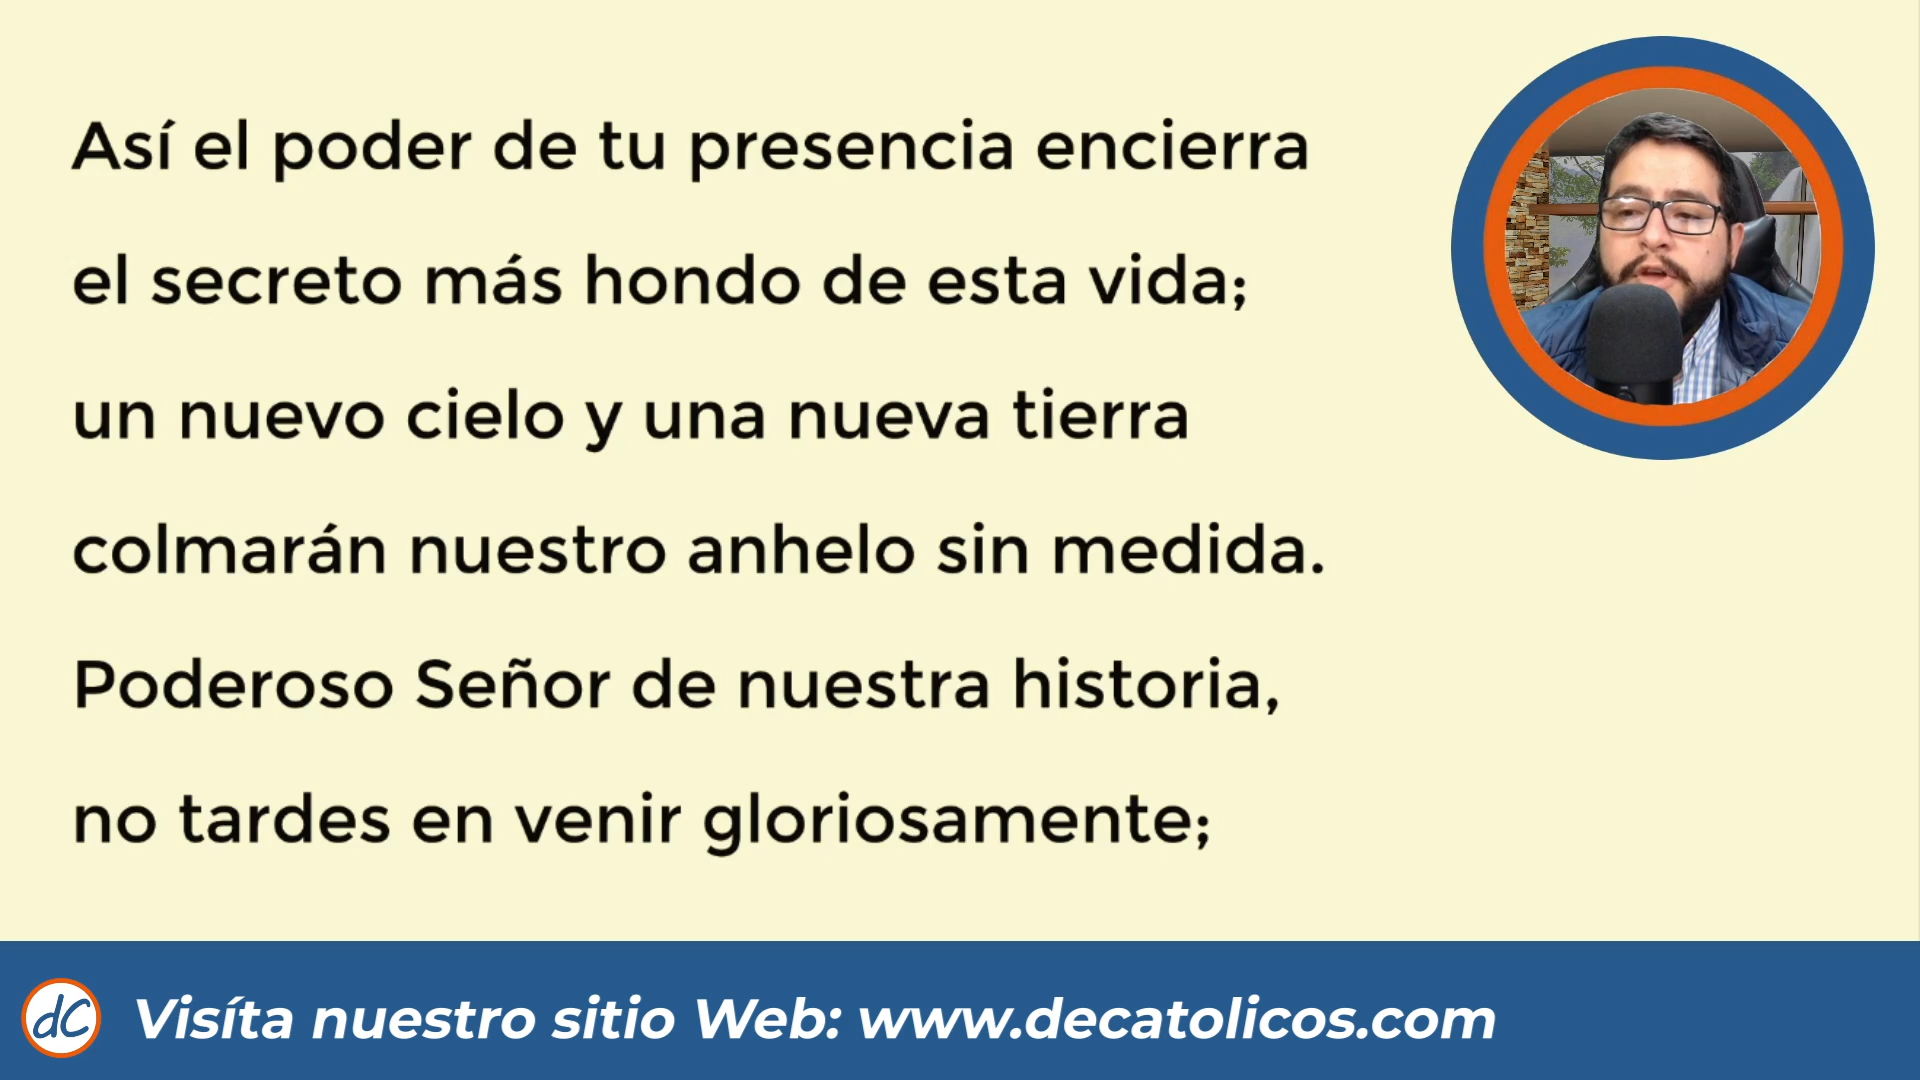 Así el poder de tu presencia encierra
el secreto más hondo de esta vida;
un nuevo cielo y una nueva tierra
colmarán nuestro anhelo sin medida.
Poderoso Señor de nuestra historia,
no tardes en venir gloriosamente;
dC Visíta nuestro sitio Web: www.decatolicos.com